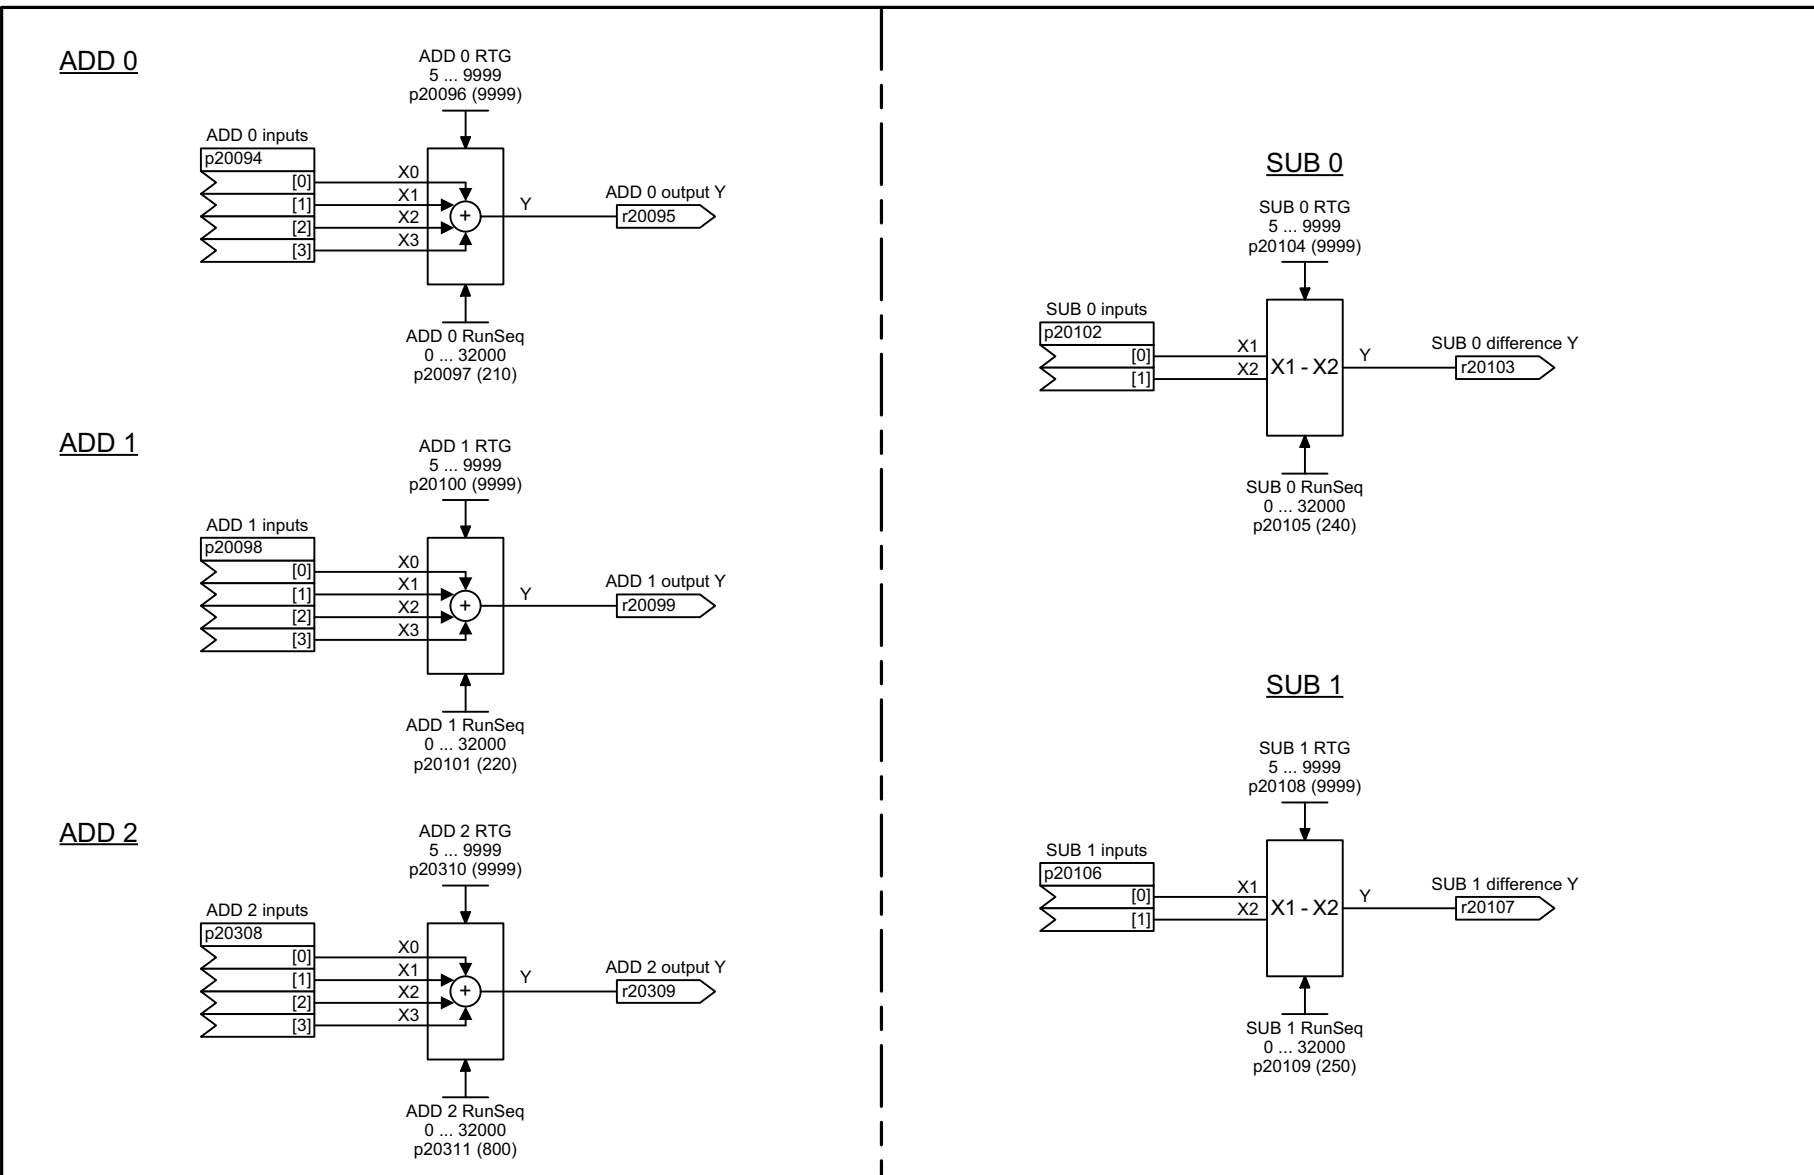 ADD 0
ADD 0 RTG
5 ... 9999
p20096 (9999)
ADD 0 inputs
p20094
[0]
[1]
[2]
[3]
X0
X1
X2
X3
+
Y
ADD 0 output Y
r20095
ADD 0 RunSeq
0 ... 32000
p20097 (210)
ADD 1
ADD 1 RTG
5 ... 9999
p20100 (9999)
ADD 1 inputs
p20098
[0]
[1]
[2]
[3]
X0
X1
X2
X3
+
Y
ADD 1 output Y
r20099
ADD 1 RunSeq
0 ... 32000
p20101 (220)
ADD 2
ADD 2 RTG
5 ... 9999
p20310 (9999)
ADD 2 inputs
p20308
[0]
[1]
[2]
[3]
X0
X1
X2
X3
+
Y
ADD 2 output Y
r20309
ADD 2 RunSeq
0 ... 32000
p20311 (800)
SUB 0
SUB 0 RTG
5 ... 9999
p20104 (9999)
SUB 0 inputs
p20102
[0]
[1]
X1
X2
X1 - X2
Y
SUB 0 difference Y
r20103
SUB 0 RunSeq
0 ... 32000
p20105 (240)
SUB 1
SUB 1 RTG
5 ... 9999
p20108 (9999)
SUB 1 inputs
p20106
[0]
[1]
X1
X2
X1 - X2
Y
SUB 1 difference Y
r20107
SUB 1 RunSeq
0 ... 32000
p20109 (250)